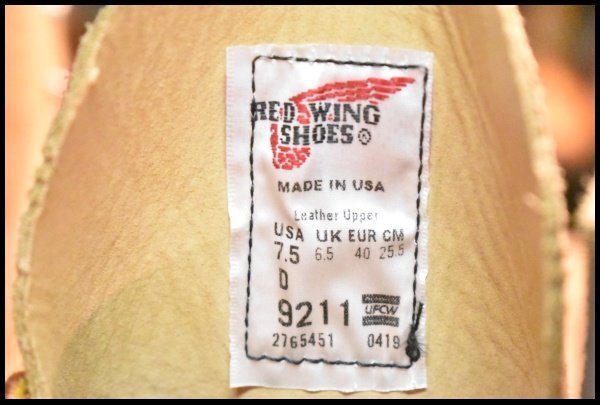 RED WING
SHOES ®
MADE IN USA
Leather Upper
USA UK EUR CM
7.5 6.5 40 25.5
D
9211 UFCW
2765451 0419